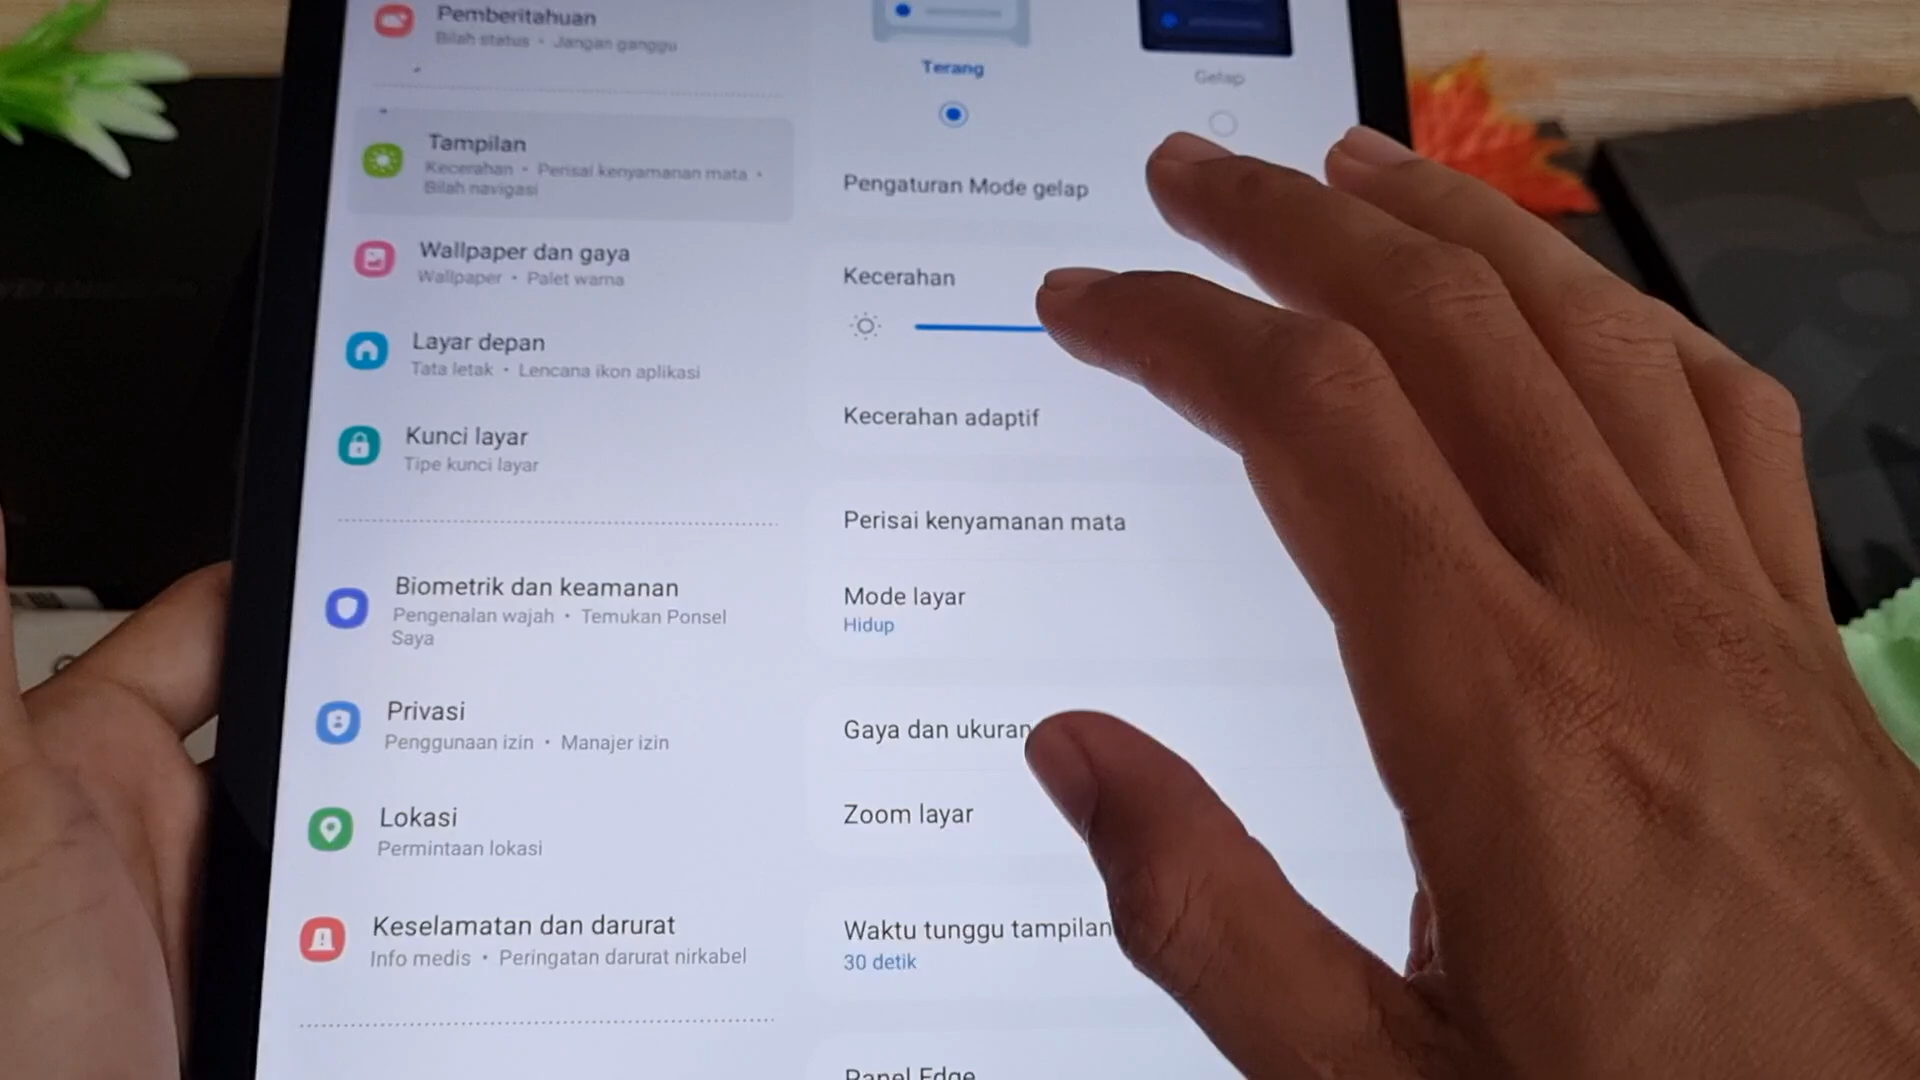 Pemberitahuan
Bilah status • Jangan ganggu
Tampilan
Kecerahan • Perisai kenyamanan mata •
Bilah navigasi
Wallpaper dan gaya
Wallpaper • Palet warna
Layar depan
Tata letak • Lencana ikon aplikasi
Kunci layar
Tipe kunci layar
Biometrik dan keamanan
Pengenalan wajah • Temukan Ponsel
Saya
Privasi
Penggunaan izin • Manajer izin
Lokasi
Permintaan lokasi
Keselamatan dan darurat
Info medis • Peringatan darurat nirkabel
Terang
Gelap
Pengaturan Mode gelap
Kecerahan
Kecerahan adaptif
Perisai kenyamanan mata
Mode layar
Hidup
Gaya dan ukuran
Zoom layar
Waktu tunggu tampilan
30 detik
Panel Edge